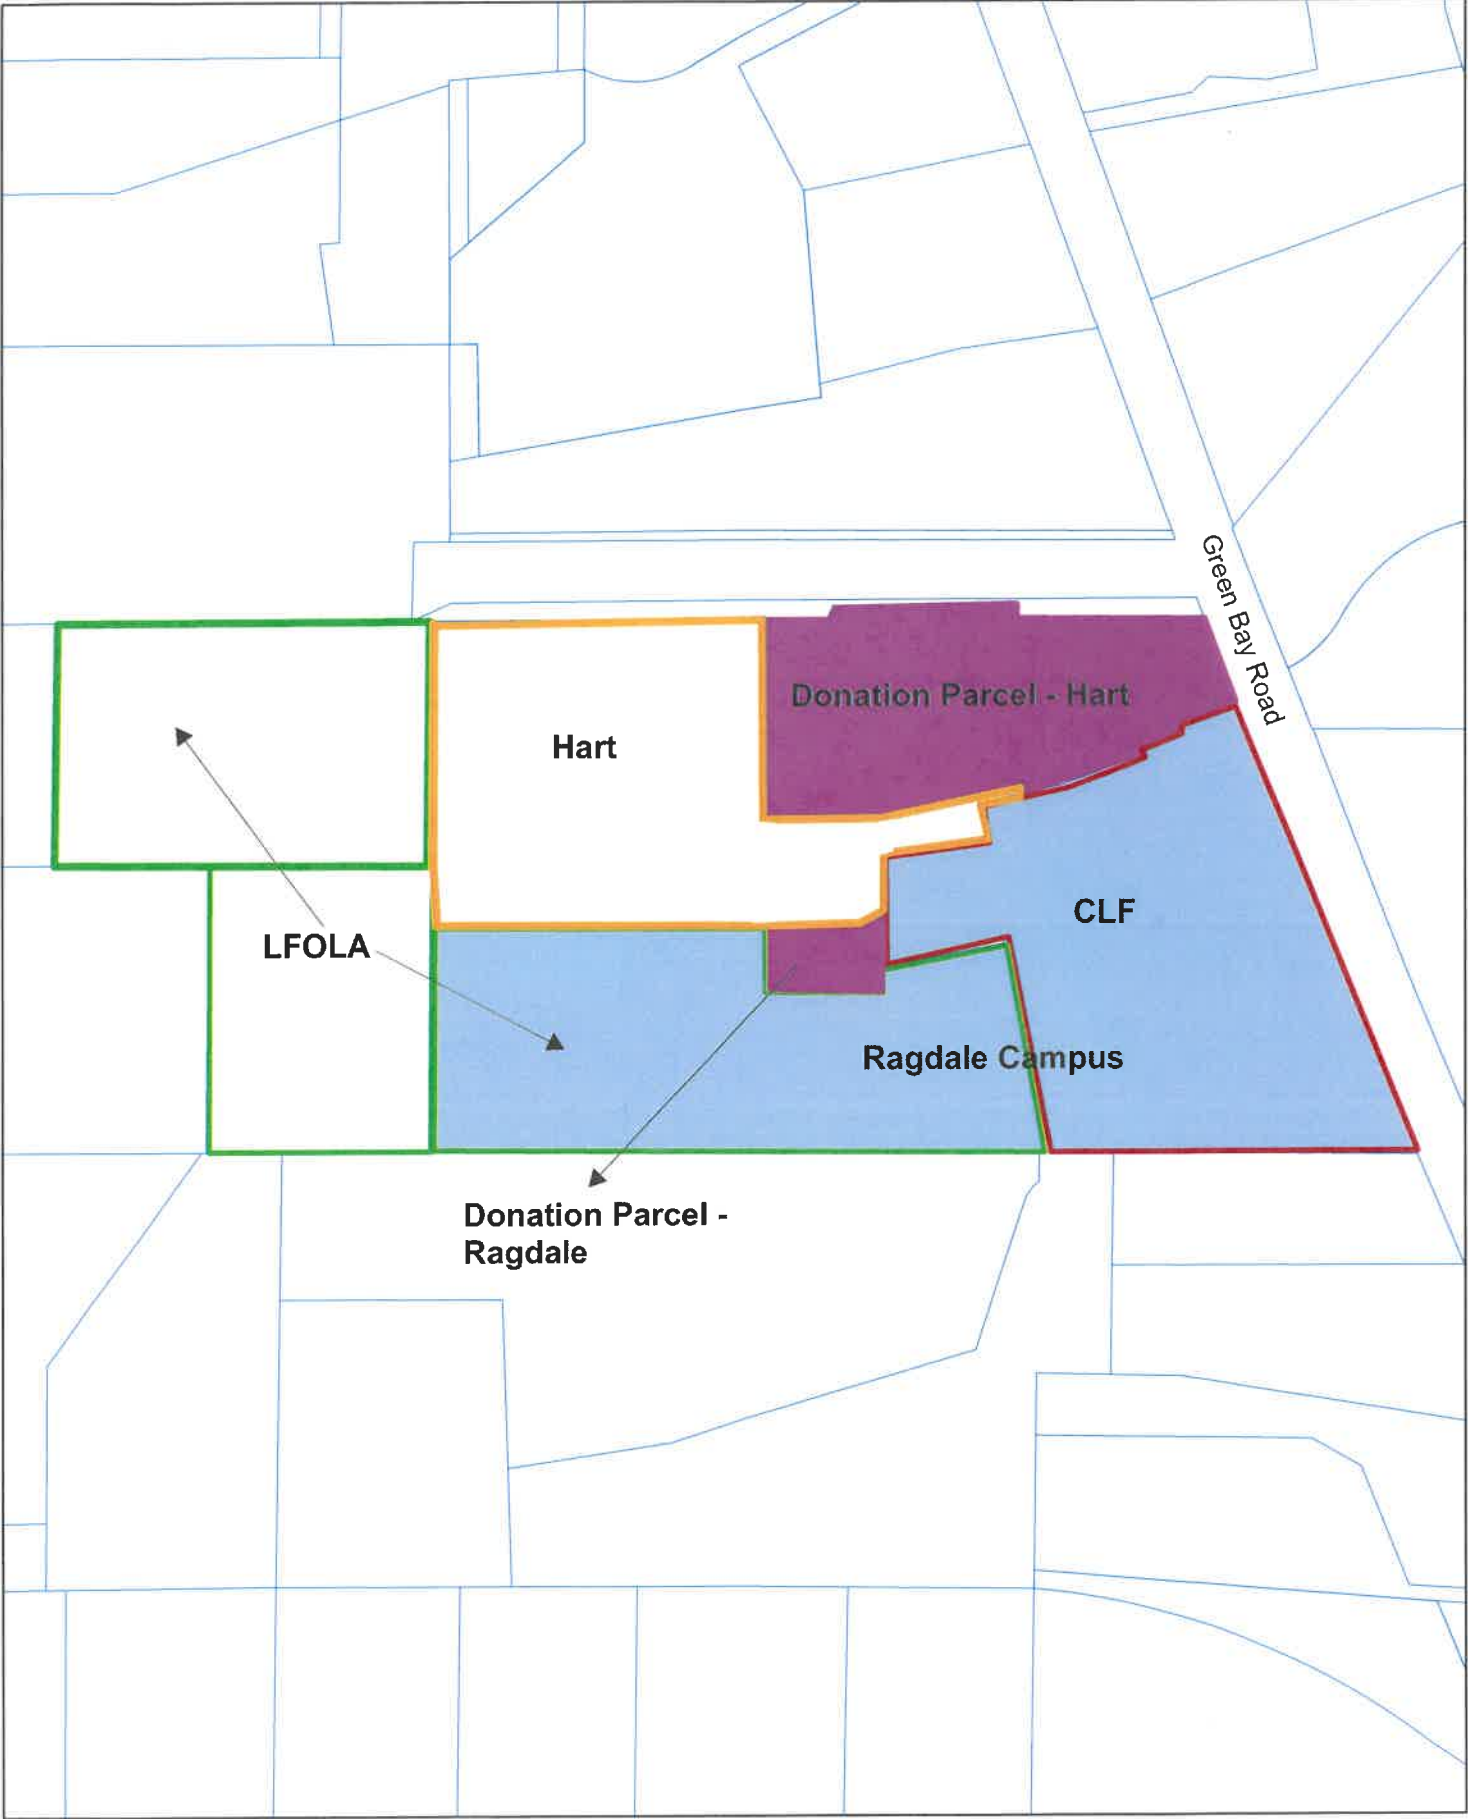 Green Bay Road
Donation Parcel - Hart
Hart
CLF
LFOLA
Ragdale Campus
Donation Parcel -
Ragdale